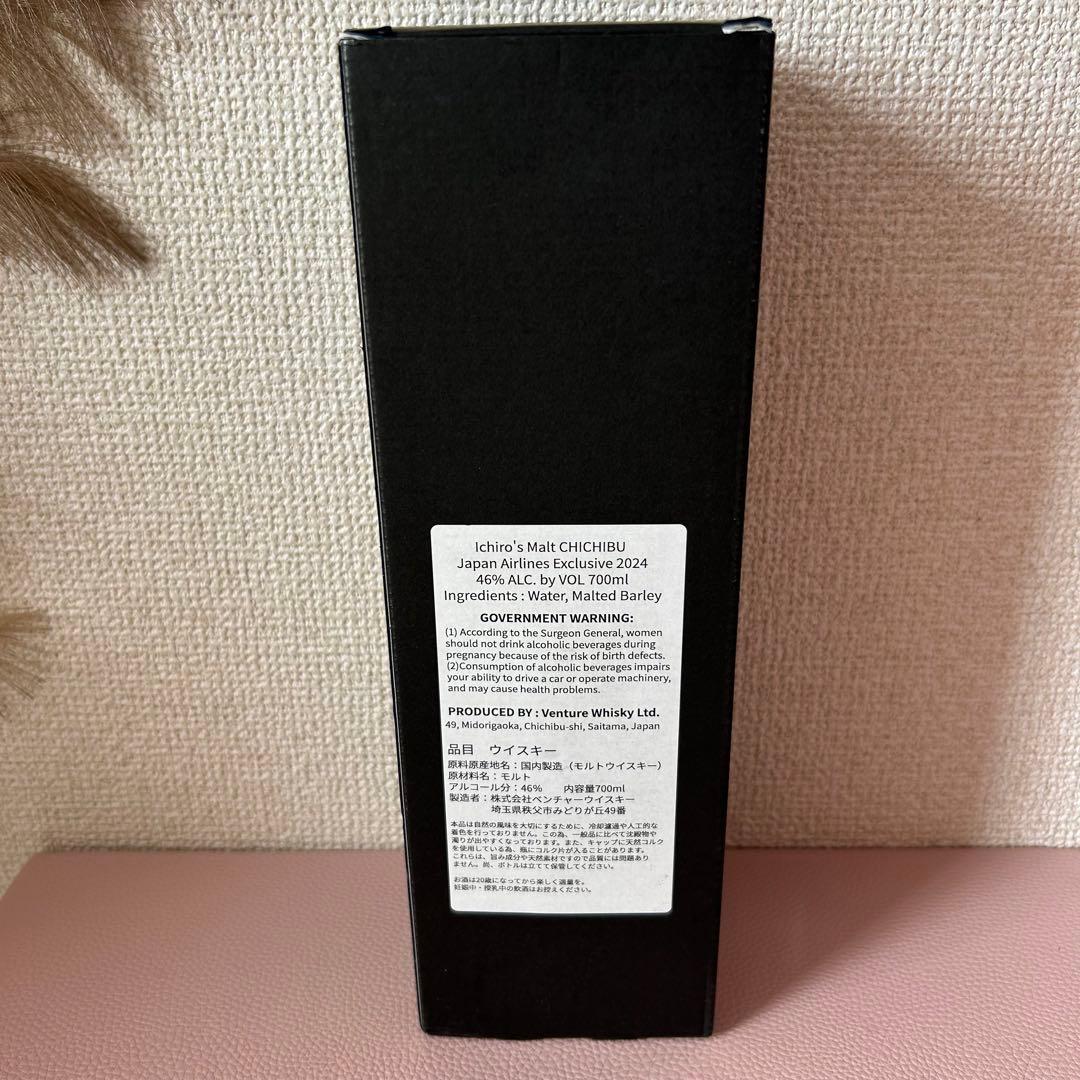 Ichiro's Malt CHICHIBU
Japan Airlines Exclusive 2024
46% ALC. by VOL 700ml
Ingredients : Water, Malted Barley
GOVERNMENT WARNING:
(1) According to the Surgeon General, women
should not drink alcoholic beverages during
pregnancy because of the risk of birth defects.
(2)Consumption of alcoholic beverages impairs
your ability to drive a car or operate machinery,
and may cause health problems.
PRODUCED BY : Venture Whisky Ltd.
49, Midorigaoka, Chichibu-shi, Saitama, Japan
品目　ウイスキー
原料原産地名：国内製造（モルトウイスキー）
原材料名：モルト
アルコール分：46%　　内容量700ml
製造者：株式会社ベンチャーウイスキー
埼玉県秩父市みどりが丘49番
本品は自然の風味を大切にするために、冷却濾過や人工的な
着色を行っておりません。この為、一般品に比べて沈殿物や
濁りが出やすくなっております。また、キャップに天然コルク
を使用している為、瓶にコルク片が入ることがあります。
これらは、旨み成分や天然素材ですので品質には問題あり
ません。尚、ボトルは立てて保管してください。
お酒は20歳になってから楽しく適量を。
妊娠中・授乳中の飲酒はお控えください。